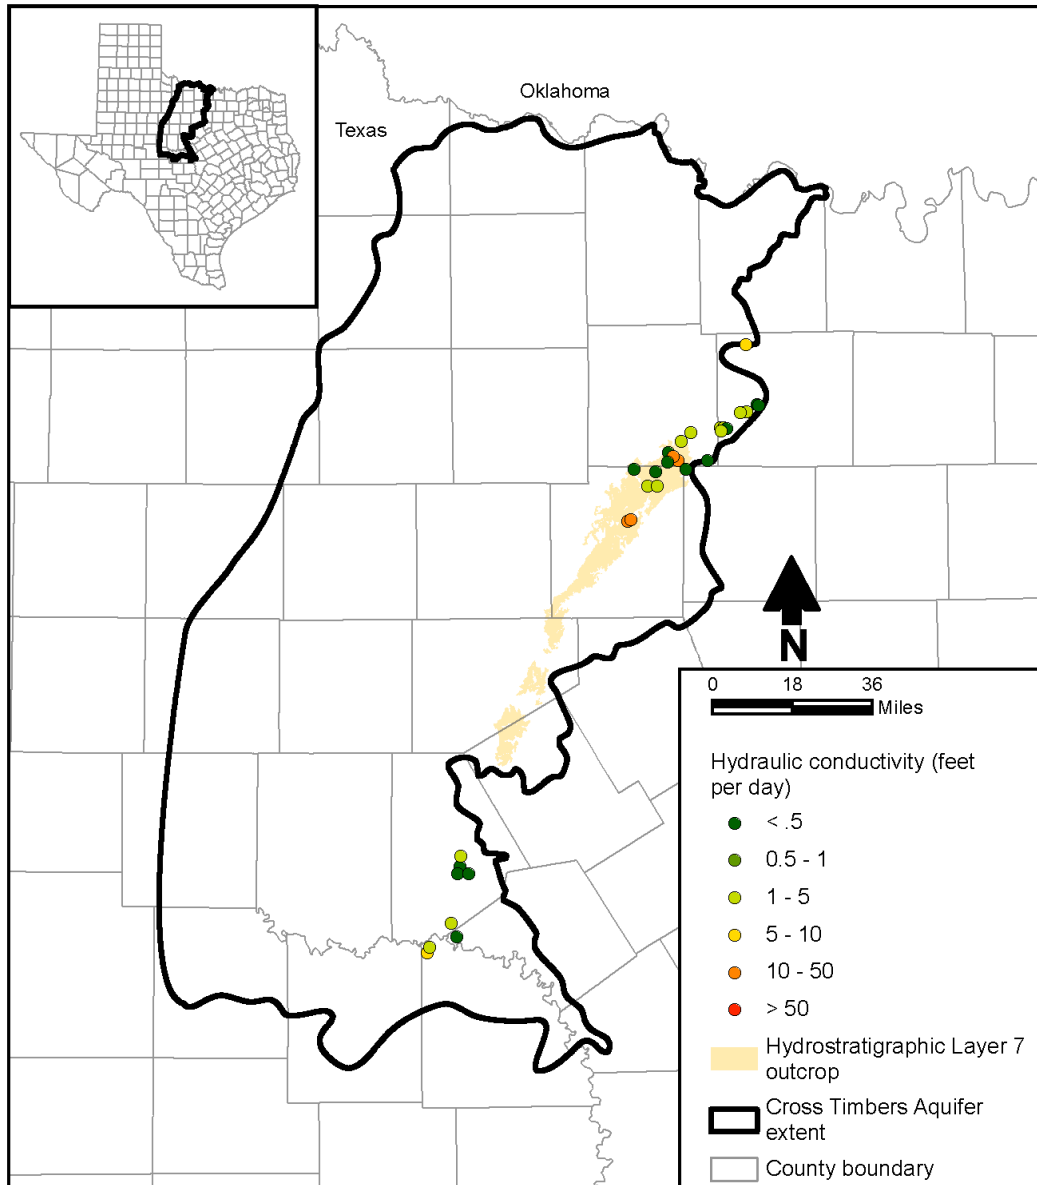 Oklahoma
Texas
N
0 18 36
Miles
Hydraulic conductivity (feet
per day)
< .5
0.5 - 1
1 - 5
5 - 10
10 - 50
> 50
Hydrostratigraphic Layer 7
outcrop
Cross Timbers Aquifer
extent
County boundary